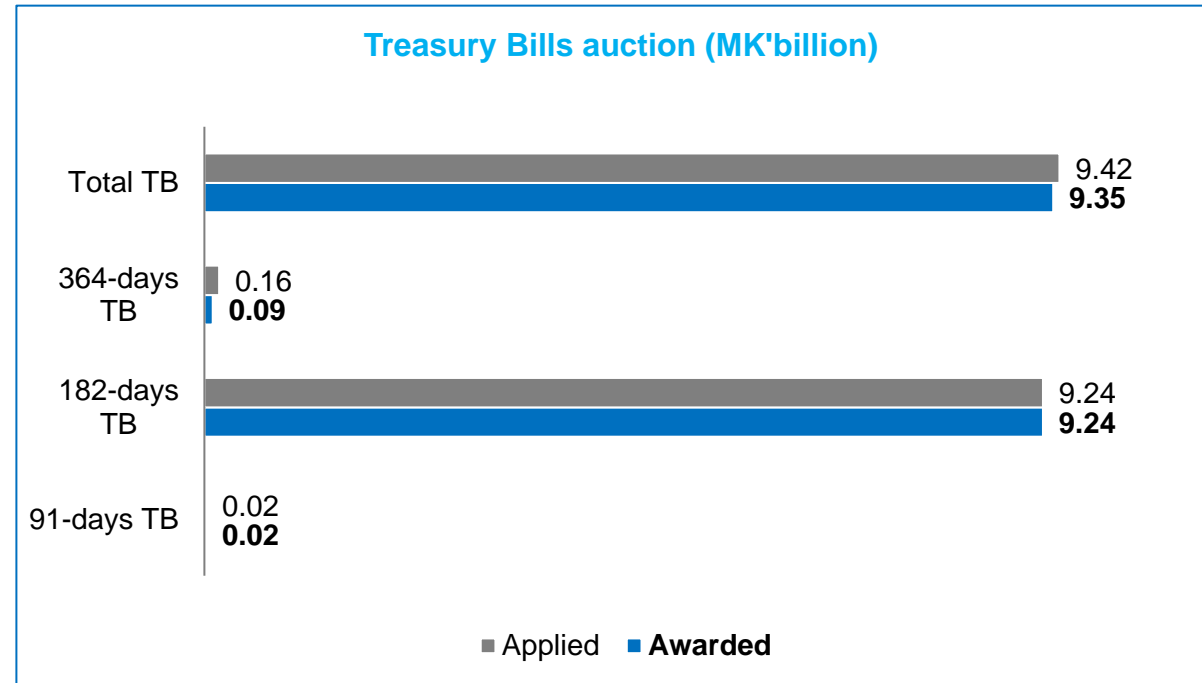 Treasury Bills auction (MK'billion)
Total TB
9.42
9.35
364-days
TB
0.16
0.09
182-days
TB
9.24
9.24
91-days TB
0.02
0.02
Applied Awarded